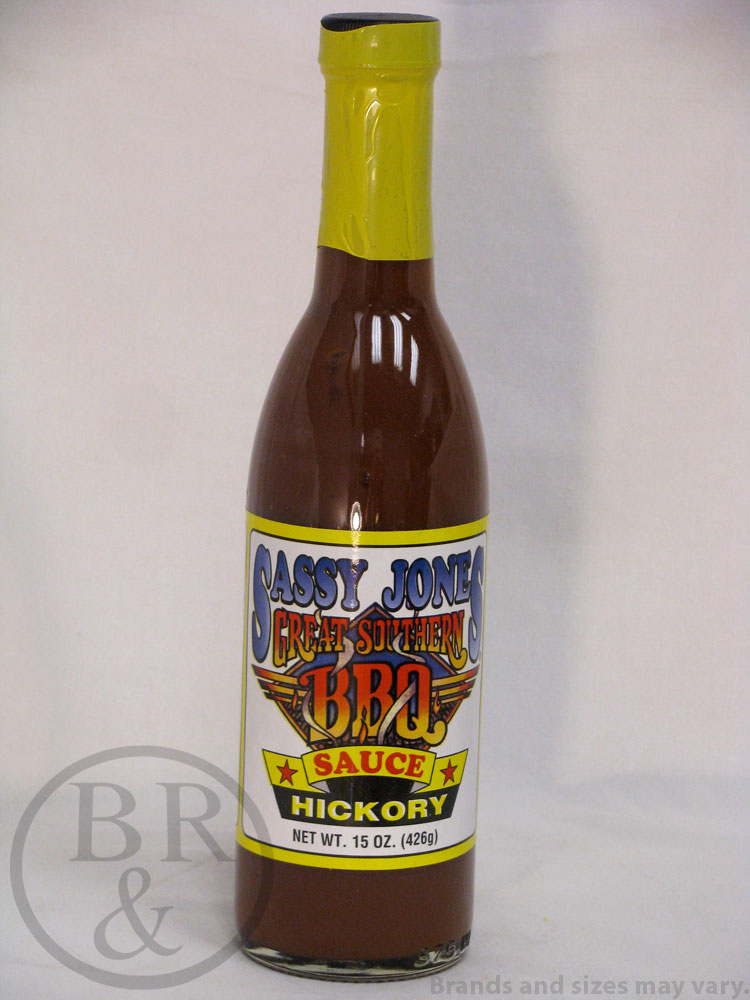 SASSY JONES
GREAT SOUTHERN
BBQ
SAUCE
HICKORY
NET WT. 15 OZ. (426g)
BR
&
Brands and sizes may vary.